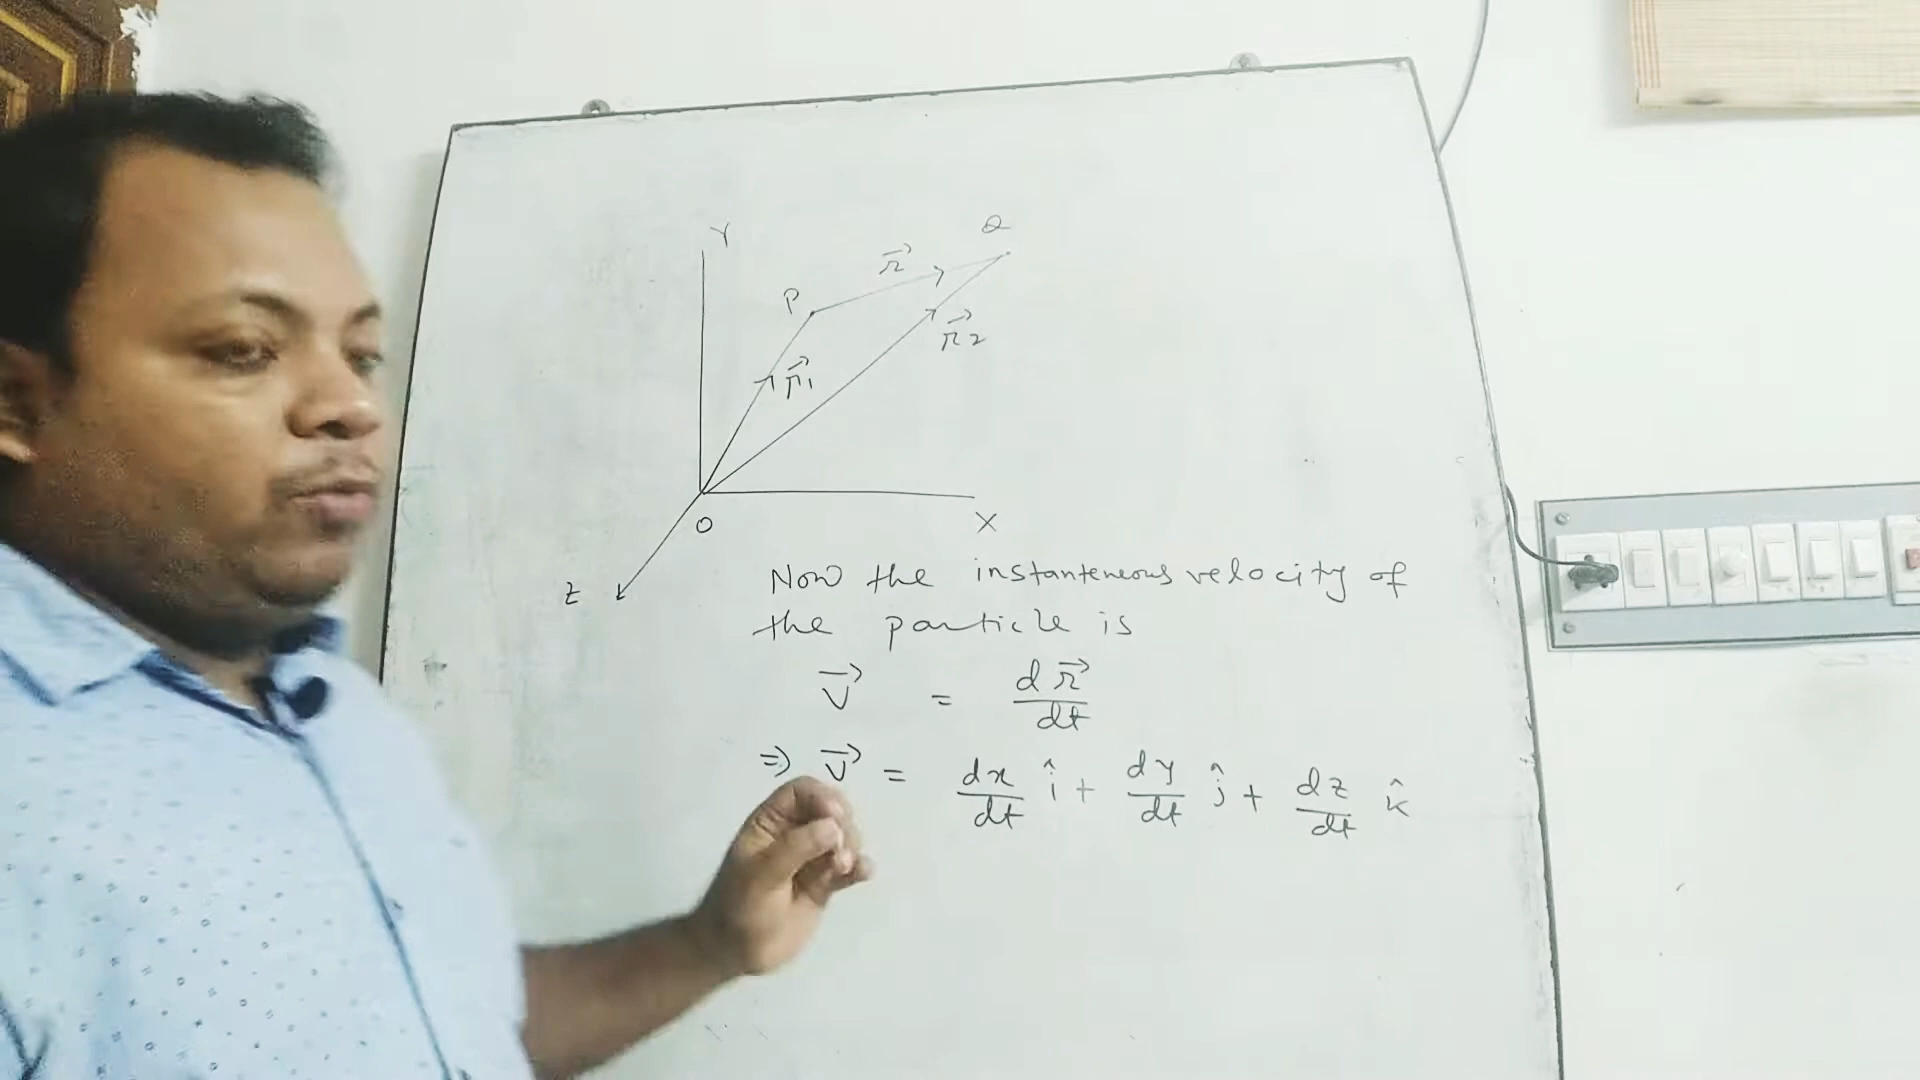 Y
Q
P
r⃗
r⃗2
r⃗1
O
X
Z
Now the instanteneous velocity of
the particle is
v⃗ = dr⃗/dt
⇒ v⃗ = dx/dt î + dy/dt ĵ + dz/dt k̂